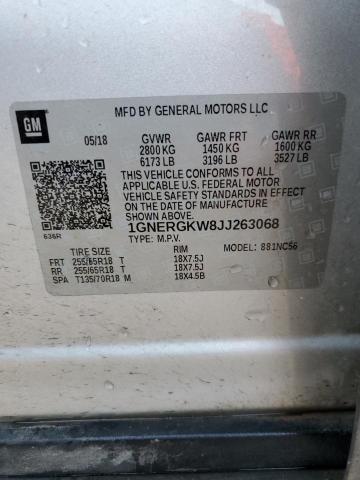 GM
MFD BY GENERAL MOTORS LLC
05/18 GVWR GAWR FRT GAWR RR
2800 KG 1450 KG 1600 KG
6173 LB 3196 LB 3527 LB
THIS VEHICLE CONFORMS TO ALL
APPLICABLE U.S. FEDERAL MOTOR
VEHICLE SAFETY STANDARDS IN EFFECT
ON THE DATE OF MANUFACTURE SHOWN ABOVE.
1GNERGKW8JJ263068
636R TYPE: M.P.V. MODEL: 881NC56
TIRE SIZE RIM
FRT 255/65R18 T 18X7.5J
RR 255/65R18 T 18X7.5J
SPA T135/70R18 M 18X4.5B